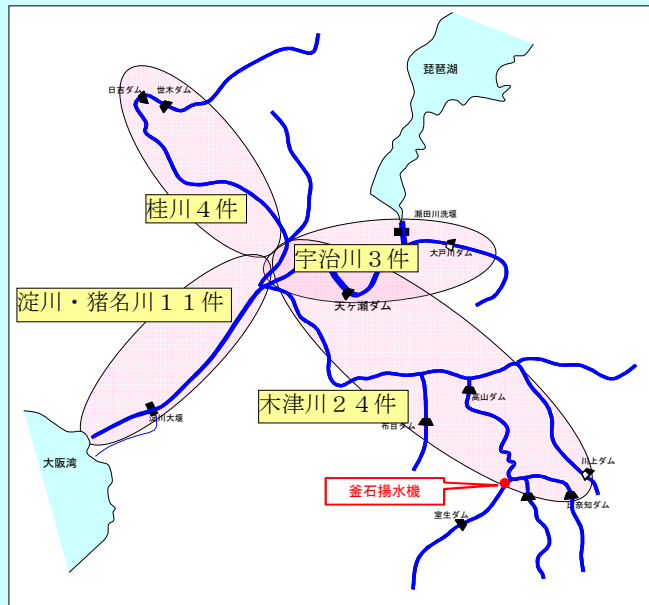 琵琶湖
日吉ダム
世木ダム
桂川4件
瀬田川洗堰
大戸川ダム
宇治川3件
天ヶ瀬ダム
淀川・猪名川11件
木津川24件
高山ダム
布目ダム
淀川大堰
大阪湾
川上ダム
釜石揚水機
比奈知ダム
室生ダム